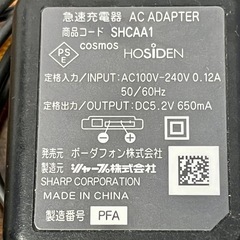 急速充電器 AC ADAPTER
商品コード SHCAA1
PSE
cosmos HOSIDEN
定格入力/INPUT: AC100V-240V 0.12A
50/60Hz
定格出力/OUTPUT: DC5.2V 650mA
発売元 ボーダフォン株式会社
製造元 シャープ株式会社
SHARP CORPORATION
MADE IN CHINA
製造番号 PFA